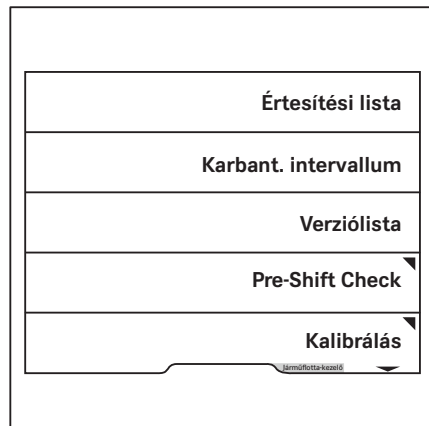 Értesítési lista
Karbant. intervallum
Verziólista
Pre-Shift Check
Kalibrálás
Járműflotta-kezelő